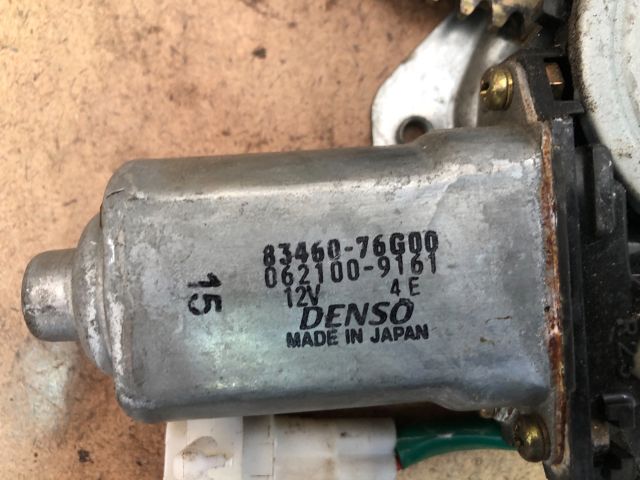 83460-76G00
062100-9161
12V 4E
DENSO
MADE IN JAPAN
15